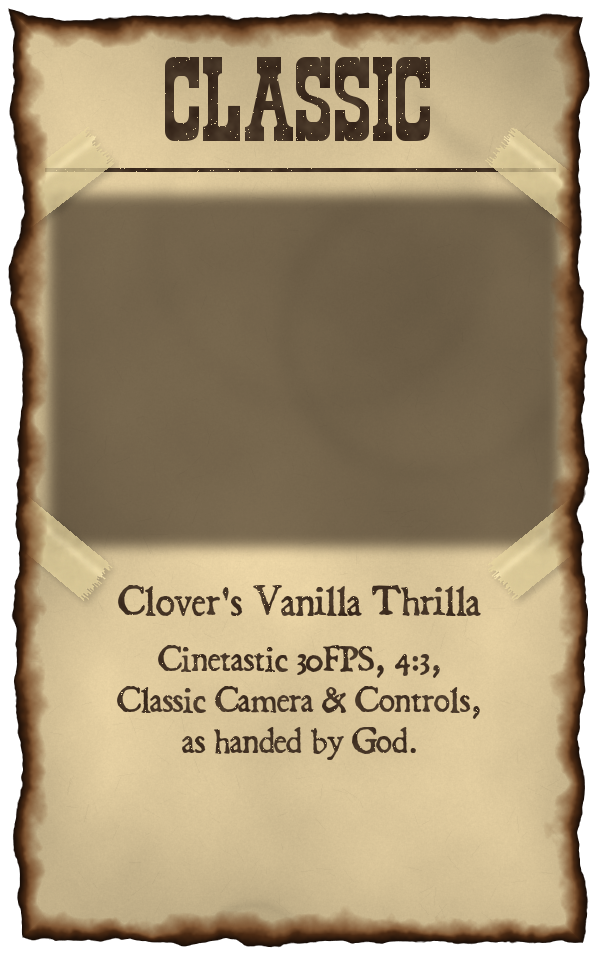 CLASSIC
Clover's Vanilla Thrilla
Cinetastic 30FPS, 4:3,
Classic Camera & Controls,
as handed by God.